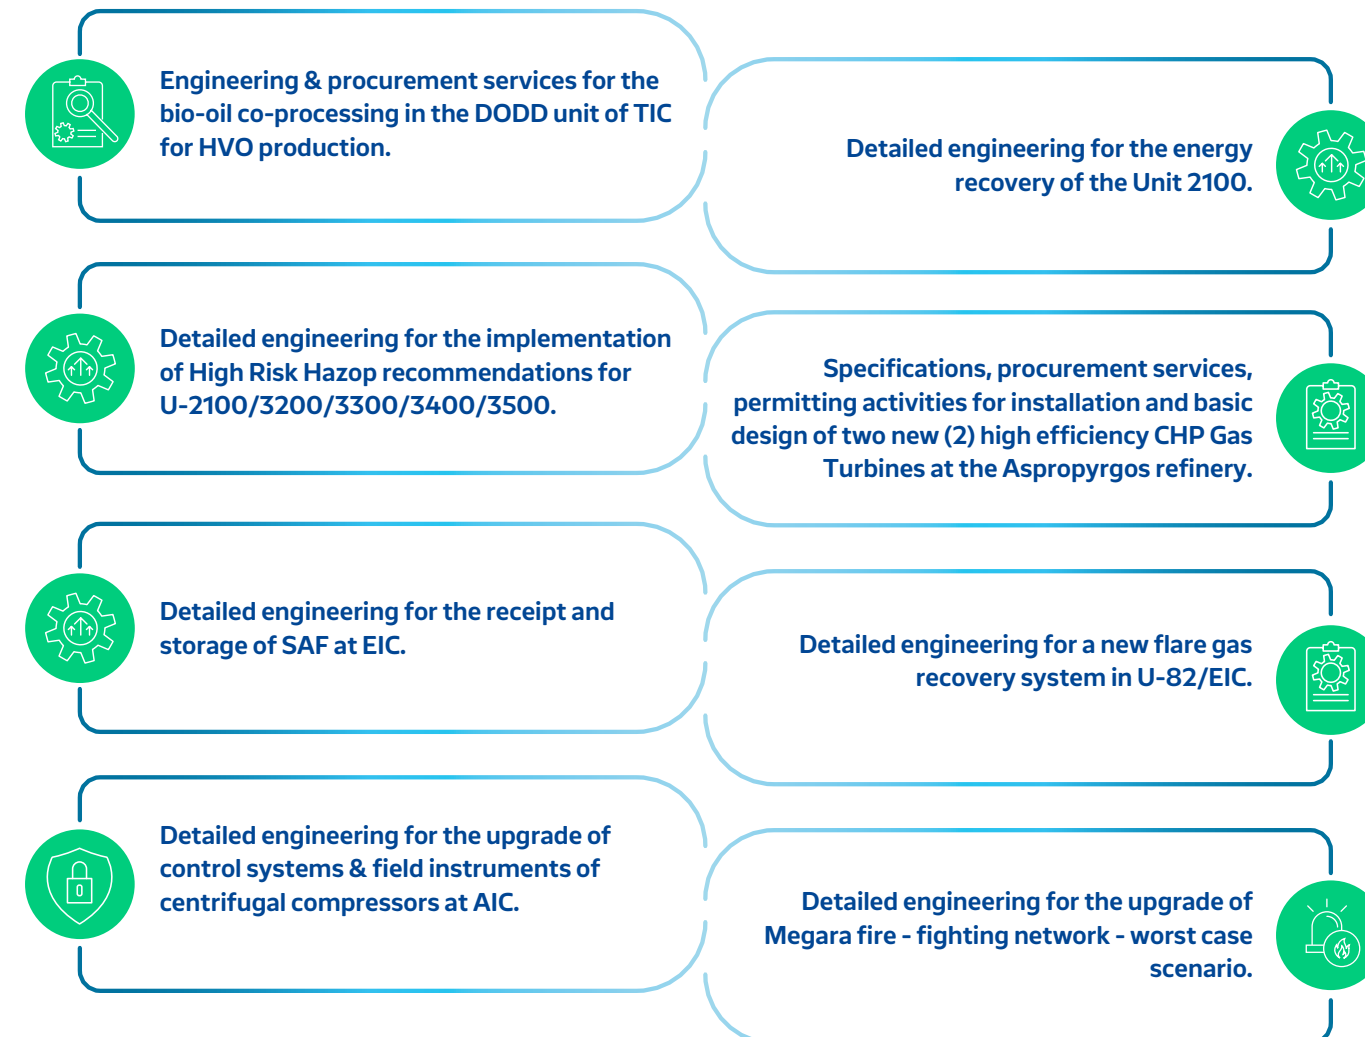 Engineering & procurement services for the
bio-oil co-processing in the DODD unit of TIC
for HVO production.
Detailed engineering for the energy
recovery of the Unit 2100.
Detailed engineering for the implementation
of High Risk Hazop recommendations for
U-2100/3200/3300/3400/3500.
Specifications, procurement services,
permitting activities for installation and basic
design of two new (2) high efficiency CHP Gas
Turbines at the Aspropyrgos refinery.
Detailed engineering for the receipt and
storage of SAF at EIC.
Detailed engineering for a new flare gas
recovery system in U-82/EIC.
Detailed engineering for the upgrade of
control systems & field instruments of
centrifugal compressors at AIC.
Detailed engineering for the upgrade of
Megara fire - fighting network - worst case
scenario.